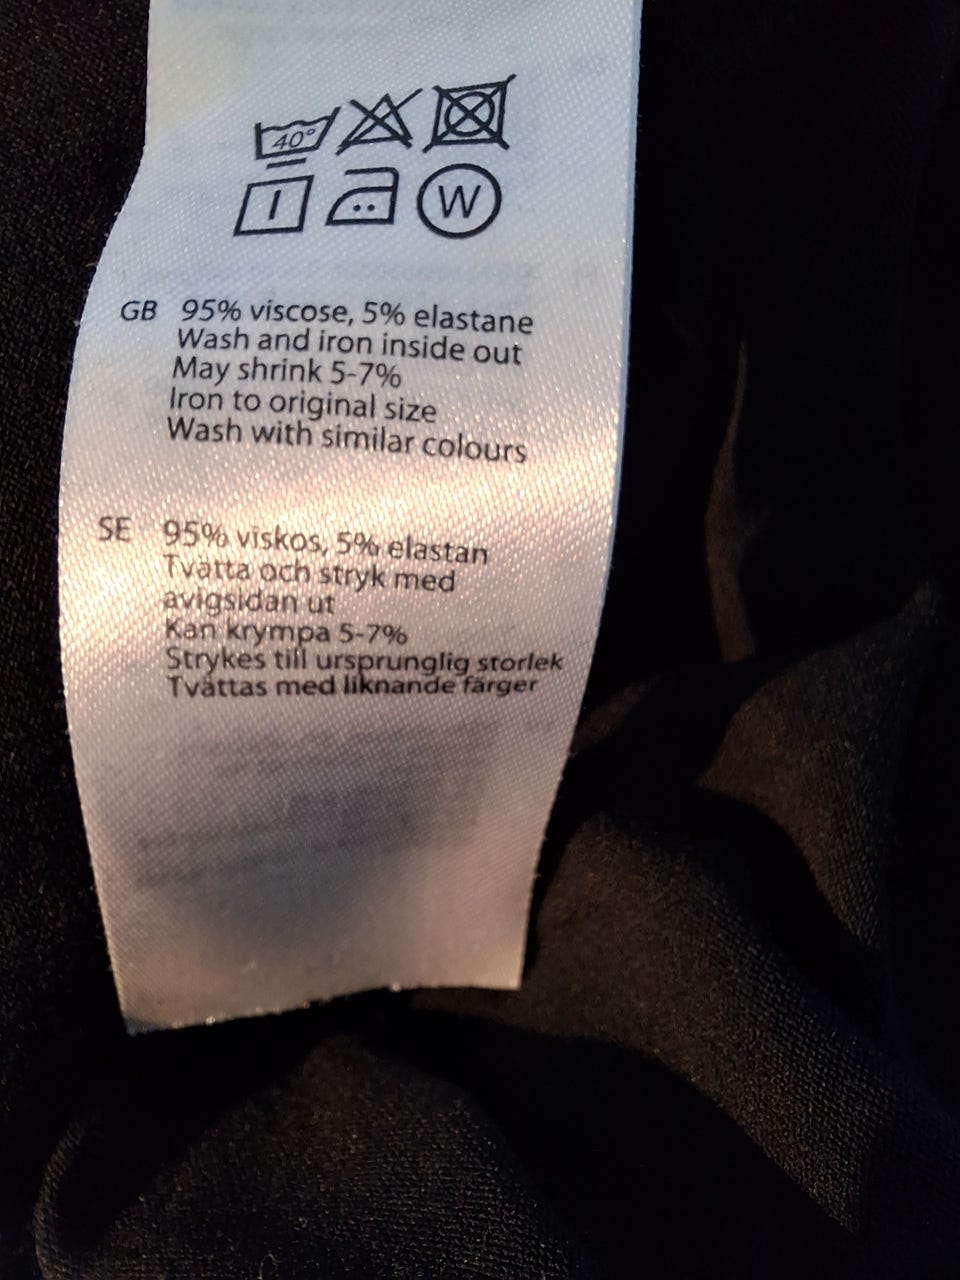 40°
W
GB 95% viscose, 5% elastane
Wash and iron inside out
May shrink 5-7%
Iron to original size
Wash with similar colours
SE 95% viskos, 5% elastan
Tvätta och stryk med
avigsidan ut
Kan krympa 5-7%
Strykes till ursprunglig storlek
Tvättas med liknande färger